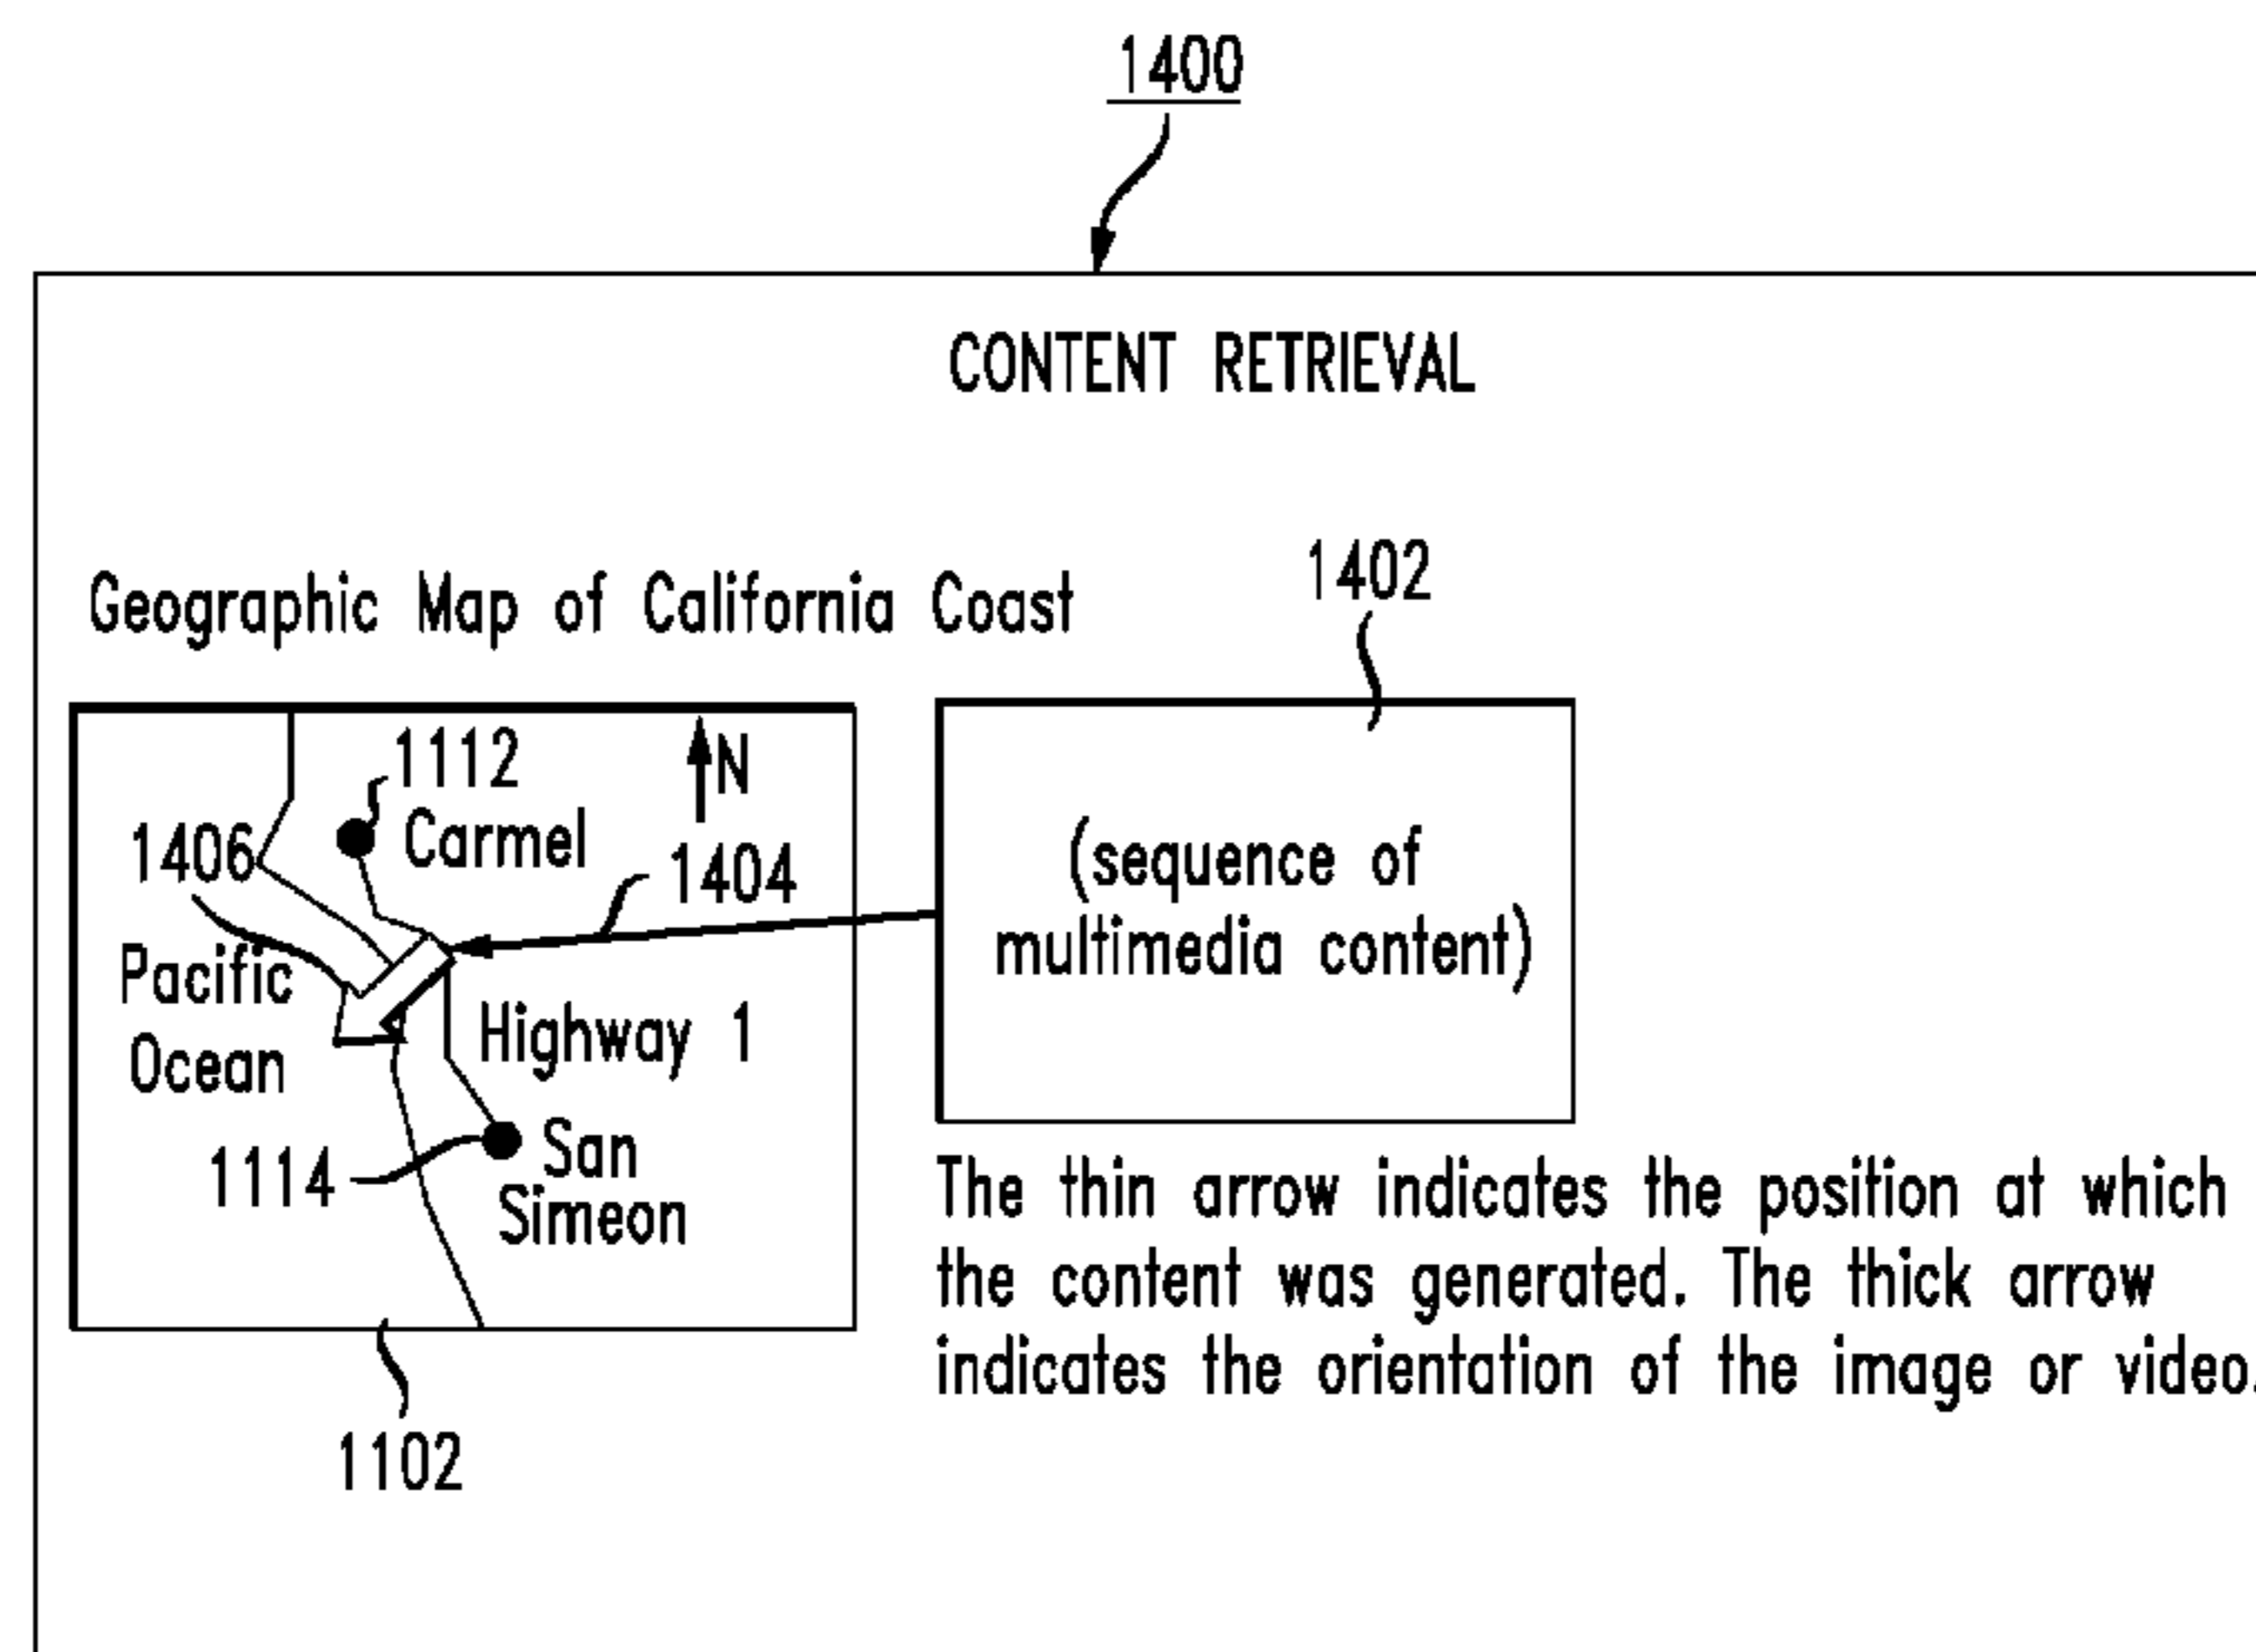 1400
CONTENT RETRIEVAL
Geographic Map of California Coast
1402
1112
N
Carmel
1406
1404
Pacific
Ocean
Highway 1
San
Simeon
1114
1102
(sequence of
multimedia content)
The thin arrow indicates the position at which
the content was generated. The thick arrow
indicates the orientation of the image or video.